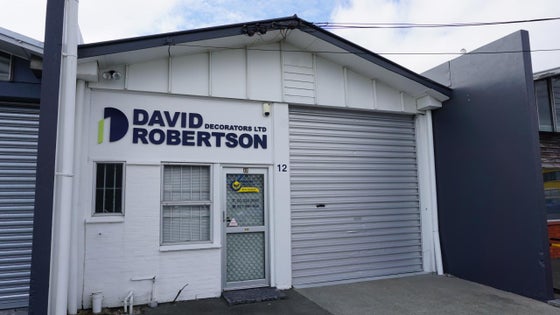 DAVID
DECORATORS LTD
ROBERTSON
12